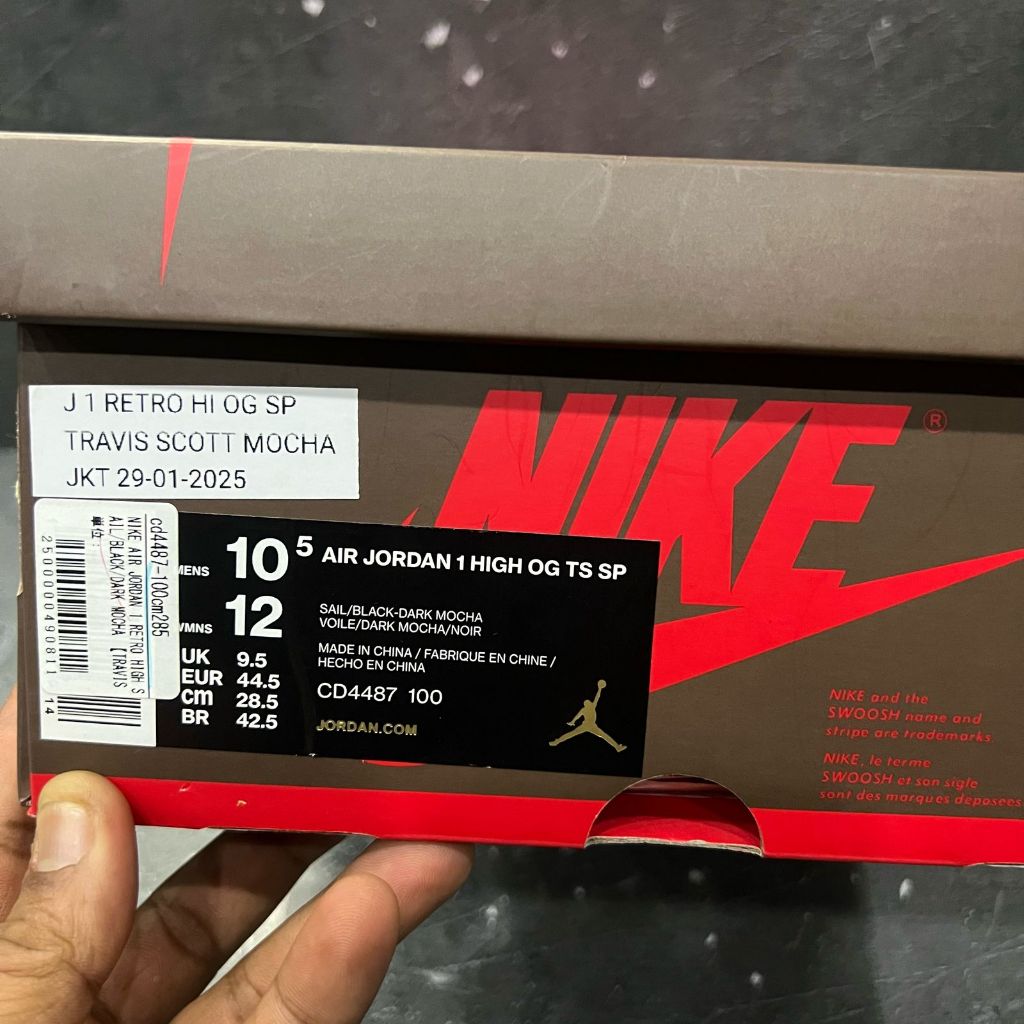 J 1 RETRO HI OG SP
TRAVIS SCOTT MOCHA
JKT 29-01-2025
NIKE ®
cd4487-100cm285
NIKE AIR JORDAN 1 RETRO HIGH S
AIL/BLACK/DARK MOCHA 【TRAVIS
単位:
2500000490811
14
MENS 10 5
WMNS 12
UK 9.5
EUR 44.5
cm 28.5
BR 42.5
AIR JORDAN 1 HIGH OG TS SP
SAIL/BLACK-DARK MOCHA
VOILE/DARK MOCHA/NOIR
MADE IN CHINA / FABRIQUE EN CHINE /
HECHO EN CHINA
CD4487 100
JORDAN.COM
NIKE and the
SWOOSH name and
stripe are trademarks.
NIKE, le terme
SWOOSH et son sigle
sont des marques deposees